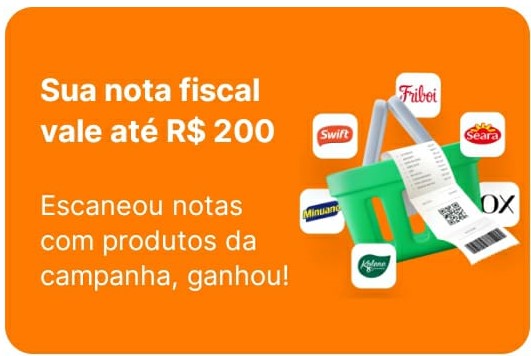 Sua nota fiscal
vale até R$ 200
Escaneou notas
com produtos da
campanha, ganhou!
Friboi
Swift
Seara
Minuano
OX